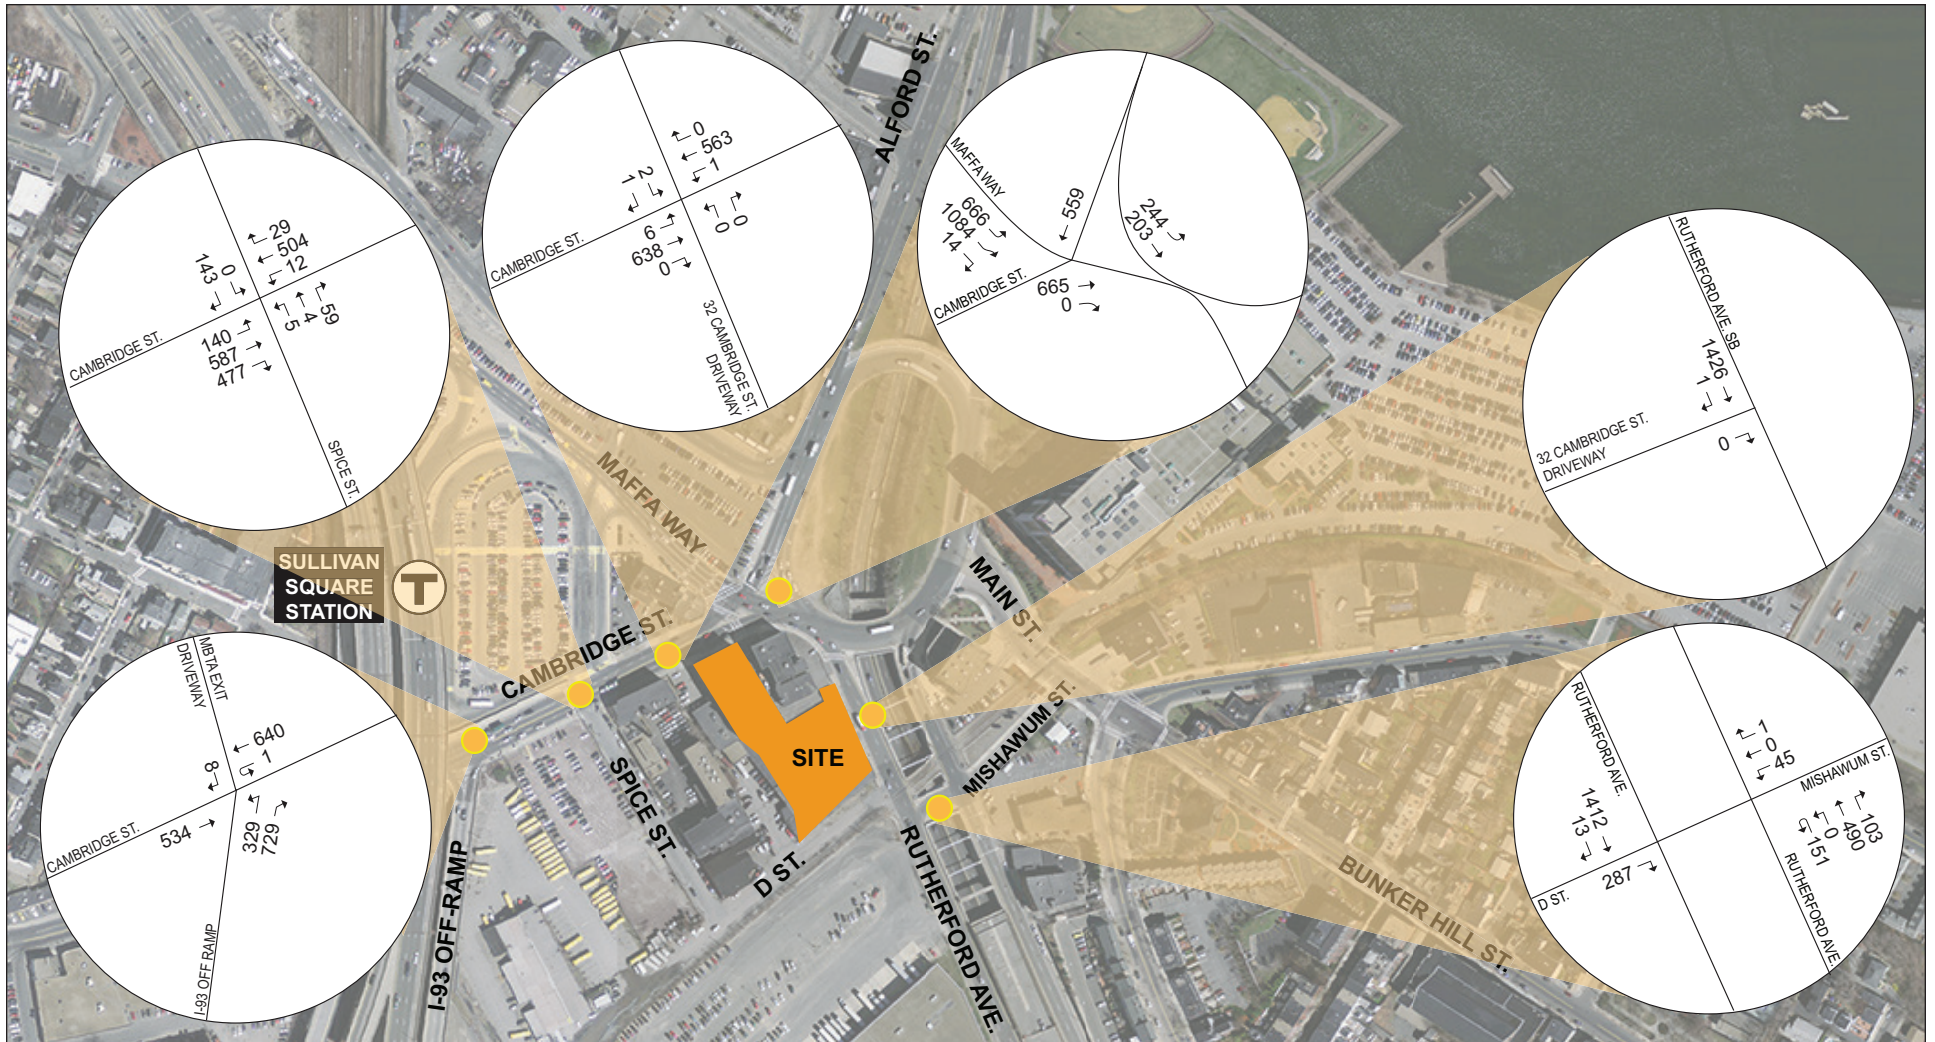 ALFORD ST.
MAFFA WAY
CAMBRIDGE ST.
MAIN ST.
MISHAWUM ST.
SPICE ST.
D ST.
RUTHERFORD AVE.
BUNKER HILL ST.
I-93 OFF-RAMP
SITE
SULLIVAN
SQUARE
STATION
T
CAMBRIDGE ST.
SPICE ST.
143
0
29
504
12
140
587
477
5
4
59
CAMBRIDGE ST.
32 CAMBRIDGE ST.
DRIVEWAY
1
2
0
563
1
6
638
0
0
0
MAFFA WAY
CAMBRIDGE ST.
666
1084
14
559
244
203
665
0
RUTHERFORD AVE. SB
32 CAMBRIDGE ST.
DRIVEWAY
1426
1
0
MBTA EXIT
DRIVEWAY
CAMBRIDGE ST.
I-93 OFF RAMP
8
640
1
534
329
729
RUTHERFORD AVE.
D ST.
MISHAWUM ST.
RUTHERFORD AVE.
1412
13
287
1
0
45
151
0
490
103